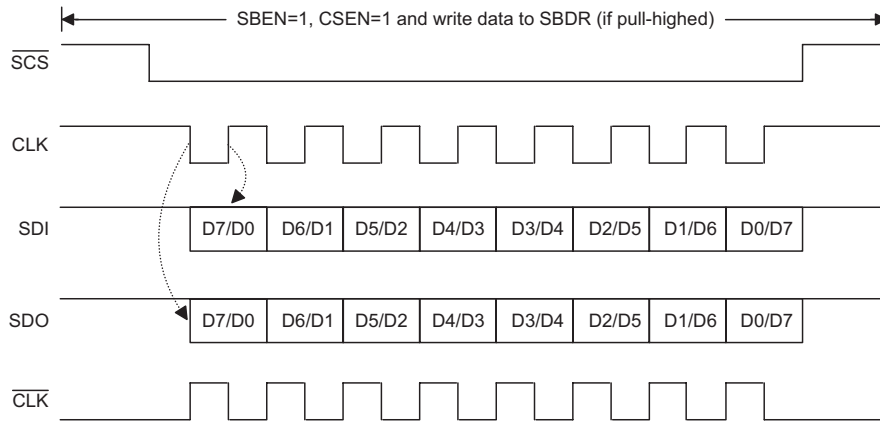 SBEN=1, CSEN=1 and write data to SBDR (if pull-highed)
SCS
CLK
SDI
D7/D0 D6/D1 D5/D2 D4/D3 D3/D4 D2/D5 D1/D6 D0/D7
SDO
D7/D0 D6/D1 D5/D2 D4/D3 D3/D4 D2/D5 D1/D6 D0/D7
CLK